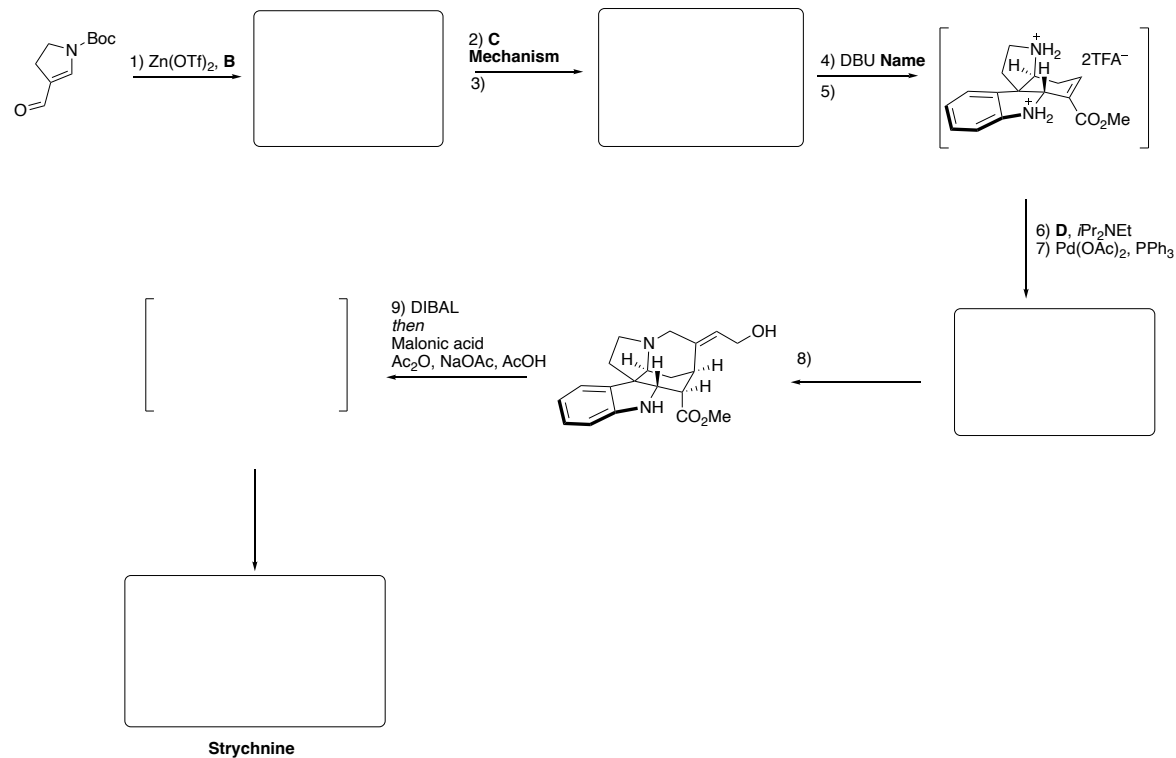 N
Boc
O
1) Zn(OTf)2, B
2) C
Mechanism
3)
4) DBU Name
5)
+
NH2
H
H
2TFA−
+
NH2
CO2Me
6) D, iPr2NEt
7) Pd(OAc)2, PPh3
8)
N
OH
H
H
H
H
NH
CO2Me
9) DIBAL
then
Malonic acid
Ac2O, NaOAc, AcOH
Strychnine